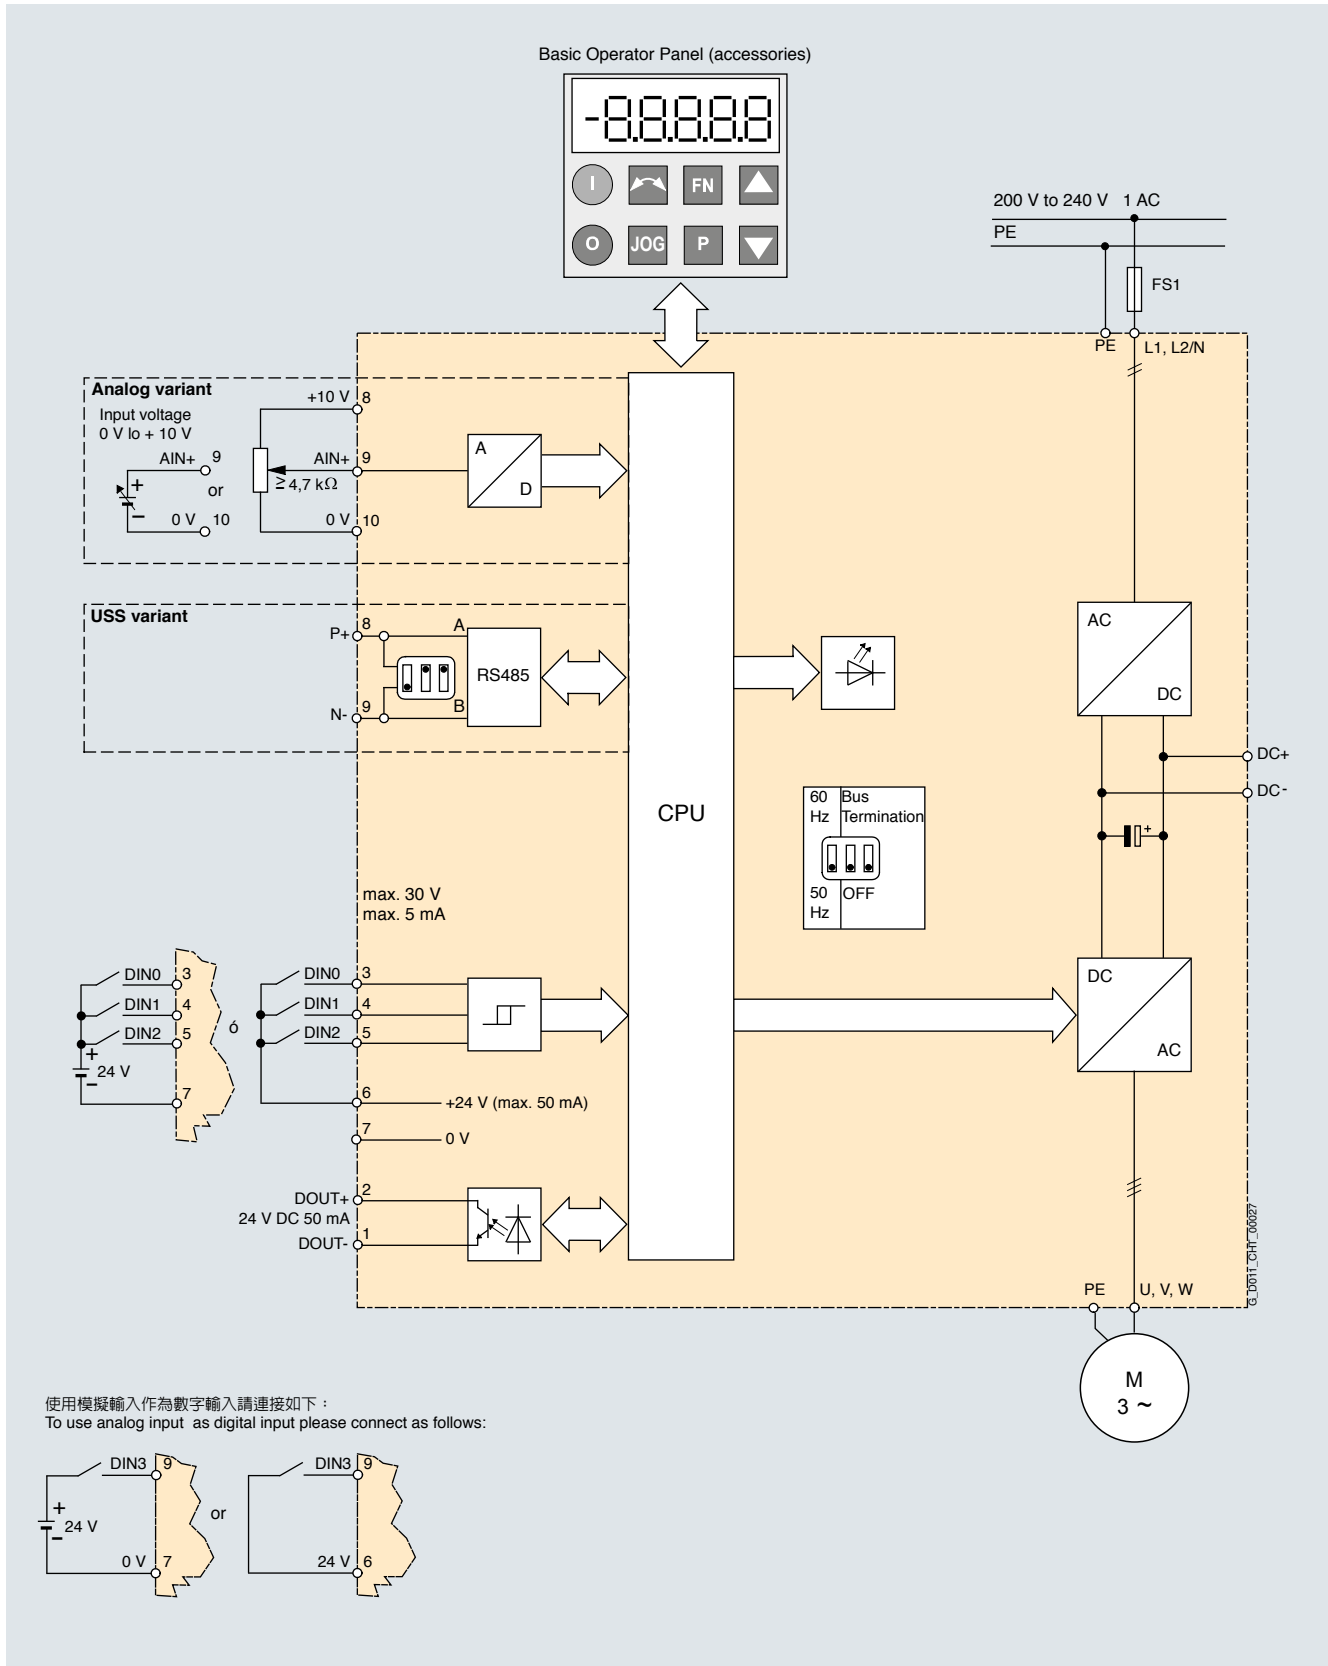 Basic Operator Panel (accessories)
-8.8.8.8.8
I
FN
O
JOG
P
200 V to 240 V 1 AC
PE
FS1
PE
L1, L2/N
Analog variant
Input voltage
0 V lo + 10 V
AIN+ 9
+
or
-
0 V 10
+10 V 8
AIN+ 9
≥ 4,7 kΩ
0 V 10
A
D
USS variant
P+ 8 A
RS485
N- 9 B
CPU
AC
DC
DC+
DC-
+
60 Hz
Bus Termination
50 Hz
OFF
max. 30 V
max. 5 mA
DIN0 3
DIN1 4
DIN2 5
+
24 V
-
7
ó
DIN0 3
DIN1 4
DIN2 5
6 +24 V (max. 50 mA)
7 0 V
DC
AC
DOUT+ 2
24 V DC 50 mA
DOUT- 1
G_D011_CHT_00027
PE
U, V, W
M
3 ~
使用模擬輸入作為數字輸入請連接如下：
To use analog input as digital input please connect as follows:
DIN3 9
+
24 V
-
0 V 7
or
DIN3 9
24 V 6